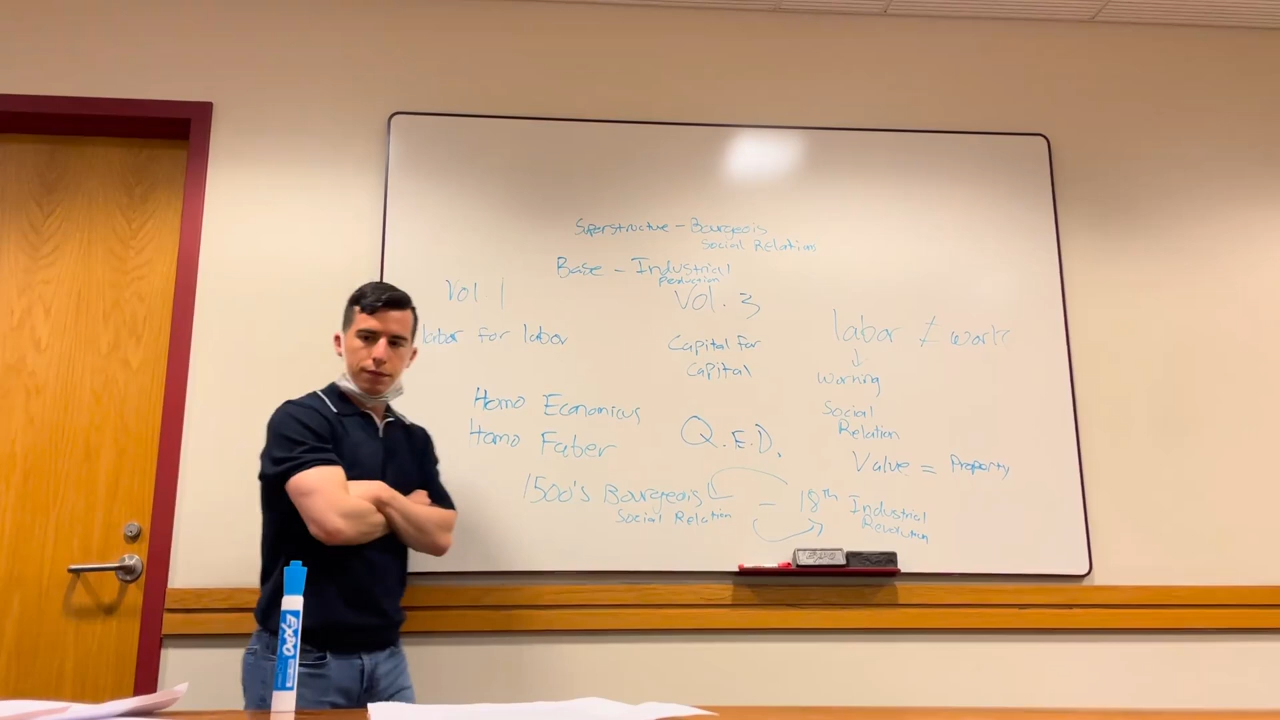 Superstructure - Bourgeois
Social Relations
Base - Industrial
Production
Vol 1
labor for labor
Homo Economicus
Homo Faber
Vol. 3
Capital for
Capital
Q.E.D.
labor ≠ work
↓
Working
Social
Relation
Value = Property
1500's Bourgeois - 18th Industrial
Social Relation
Revolution
EXPO
EXPO